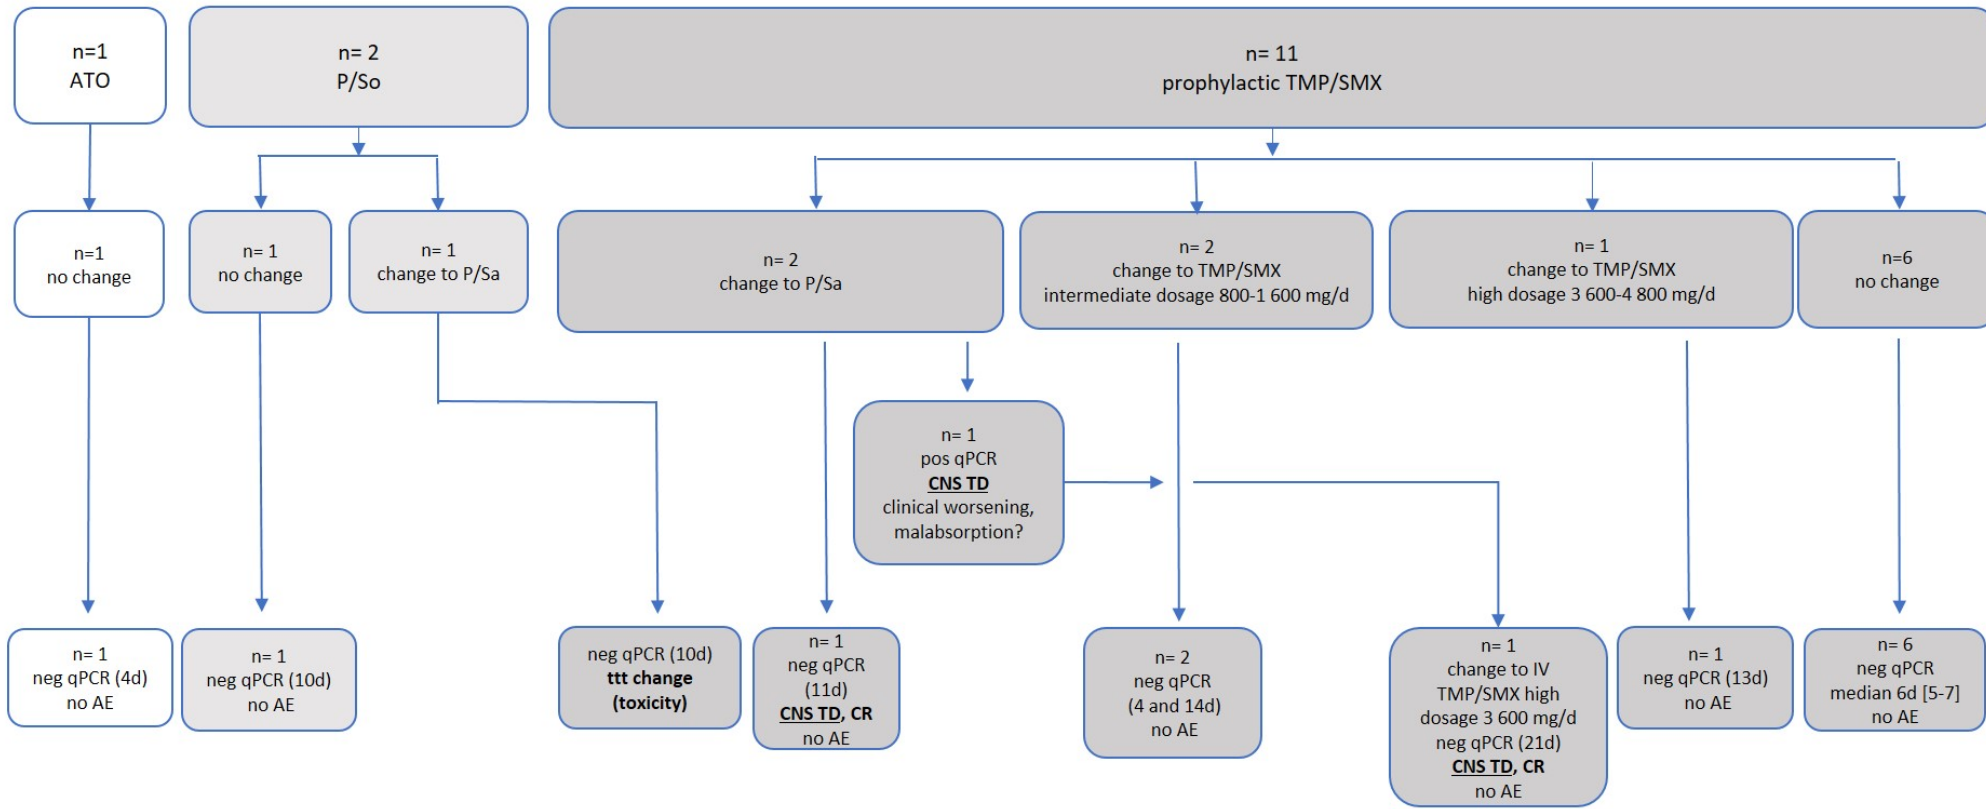 n=1
ATO
n= 2
P/So
n= 11
prophylactic TMP/SMX
n=1
no change
n= 1
no change
n= 1
change to P/Sa
n= 2
change to P/Sa
n= 2
change to TMP/SMX
intermediate dosage 800-1 600 mg/d
n= 1
change to TMP/SMX
high dosage 3 600-4 800 mg/d
n=6
no change
n= 1
pos qPCR
CNS TD
clinical worsening,
malabsorption?
n= 1
neg qPCR (4d)
no AE
n= 1
neg qPCR (10d)
no AE
neg qPCR (10d)
ttt change
(toxicity)
n= 1
neg qPCR
(11d)
CNS TD, CR
no AE
n= 2
neg qPCR
(4 and 14d)
no AE
n= 1
change to IV
TMP/SMX high
dosage 3 600 mg/d
neg qPCR (21d)
CNS TD, CR
no AE
n= 1
neg qPCR (13d)
no AE
n= 6
neg qPCR
median 6d [5-7]
no AE